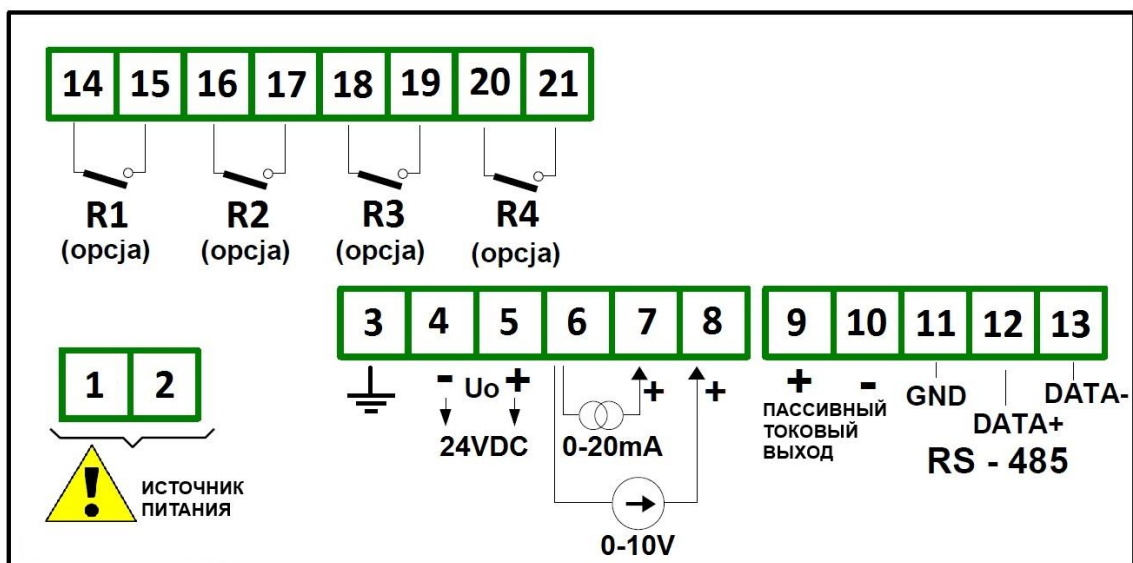 14 15 16 17 18 19 20 21
R1 R2 R3 R4
(opcja) (opcja) (opcja) (opcja)
3 4 5 6 7 8 9 10 11 12 13
1 2
- Uo + + + + -
24VDC 0-20mA
ПАССИВНЫЙ
ТОКОВЫЙ
ВЫХОД
GND DATA-
DATA+
RS - 485
!
ИСТОЧНИК
ПИТАНИЯ
0-10V